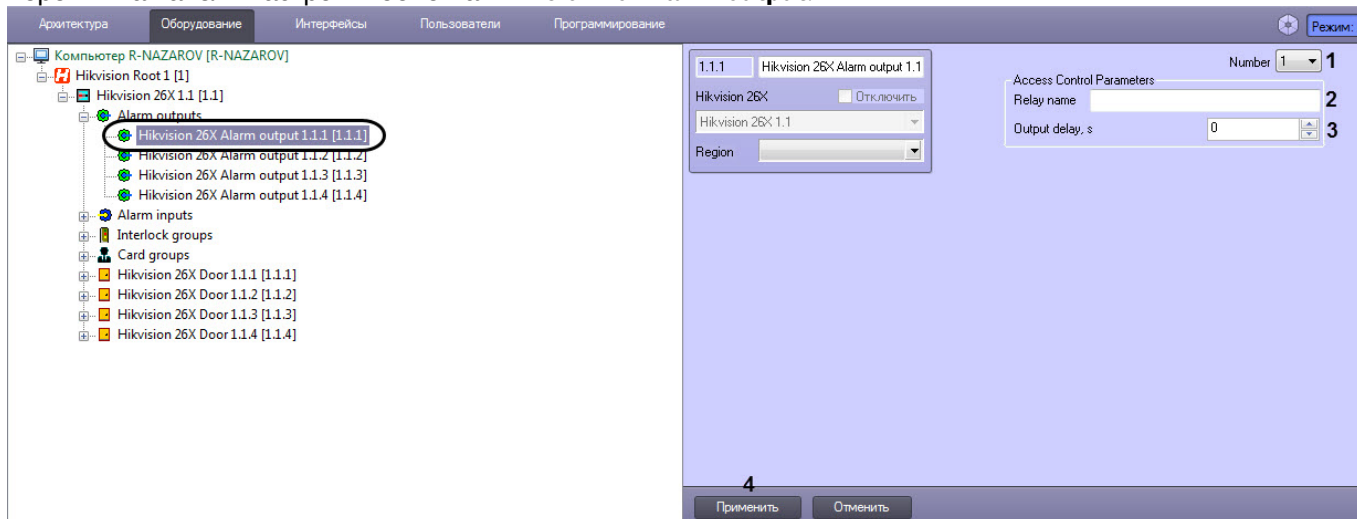 Архитектура Оборудование Интерфейсы Пользователи Программирование Режим:
Компьютер R-NAZAROV [R-NAZAROV]
Hikvision Root 1 [1]
Hikvision 26X 1.1 [1.1]
Alarm outputs
Hikvision 26X Alarm output 1.1.1 [1.1.1]
Hikvision 26X Alarm output 1.1.2 [1.1.2]
Hikvision 26X Alarm output 1.1.3 [1.1.3]
Hikvision 26X Alarm output 1.1.4 [1.1.4]
Alarm inputs
Interlock groups
Card groups
Hikvision 26X Door 1.1.1 [1.1.1]
Hikvision 26X Door 1.1.2 [1.1.2]
Hikvision 26X Door 1.1.3 [1.1.3]
Hikvision 26X Door 1.1.4 [1.1.4]
1.1.1 Hikvision 26X Alarm output 1.1
Hikvision 26X Отключить
Hikvision 26X 1.1
Region
Number 1 1
Access Control Parameters
Relay name 2
Output delay, s 0 3
4
Применить Отменить